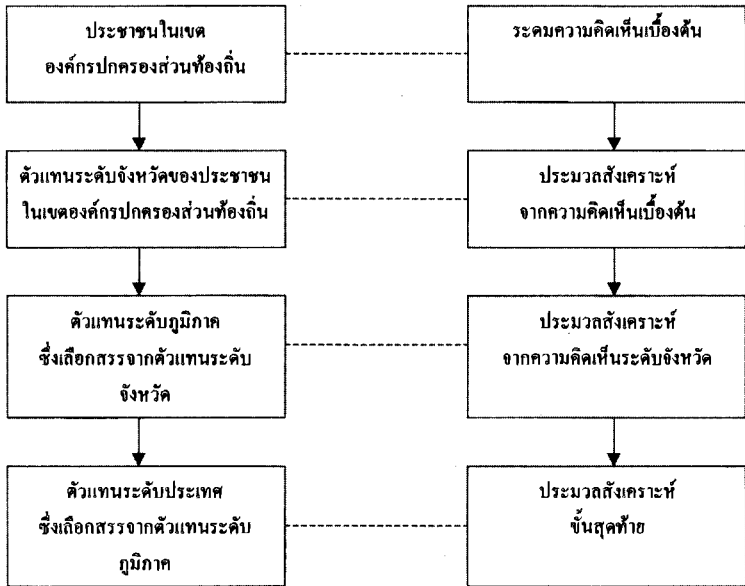 ประชาชนในเขต
องค์กรปกครองส่วนท้องถิ่น
ระดมความคิดเห็นเบื้องต้น
ตัวแทนระดับจังหวัดของประชาชน
ในเขตองค์กรปกครองส่วนท้องถิ่น
ประมวลสังเคราะห์
จากความคิดเห็นเบื้องต้น
ตัวแทนระดับภูมิภาค
ซึ่งเลือกสรรจากตัวแทนระดับ
จังหวัด
ประมวลสังเคราะห์
จากความคิดเห็นระดับจังหวัด
ตัวแทนระดับประเทศ
ซึ่งเลือกสรรจากตัวแทนระดับ
ภูมิภาค
ประมวลสังเคราะห์
ขั้นสุดท้าย